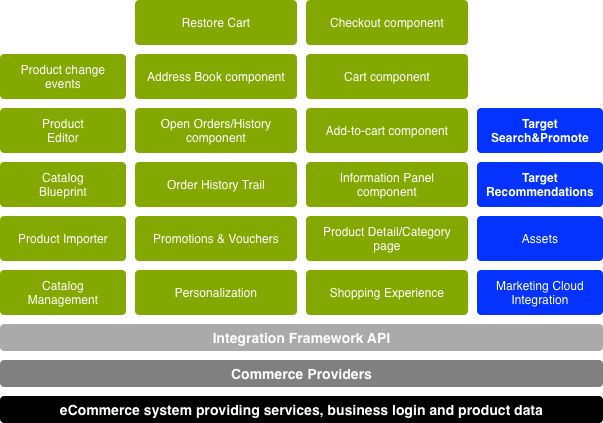 Restore Cart
Checkout component
Product change
events
Address Book component
Cart component
Product
Editor
Open Orders/History
component
Add-to-cart component
Target
Search&Promote
Catalog
Blueprint
Order History Trail
Information Panel
component
Target
Recommendations
Product Importer
Promotions & Vouchers
Product Detail/Category
page
Assets
Catalog
Management
Personalization
Shopping Experience
Marketing Cloud
Integration
Integration Framework API
Commerce Providers
eCommerce system providing services, business login and product data